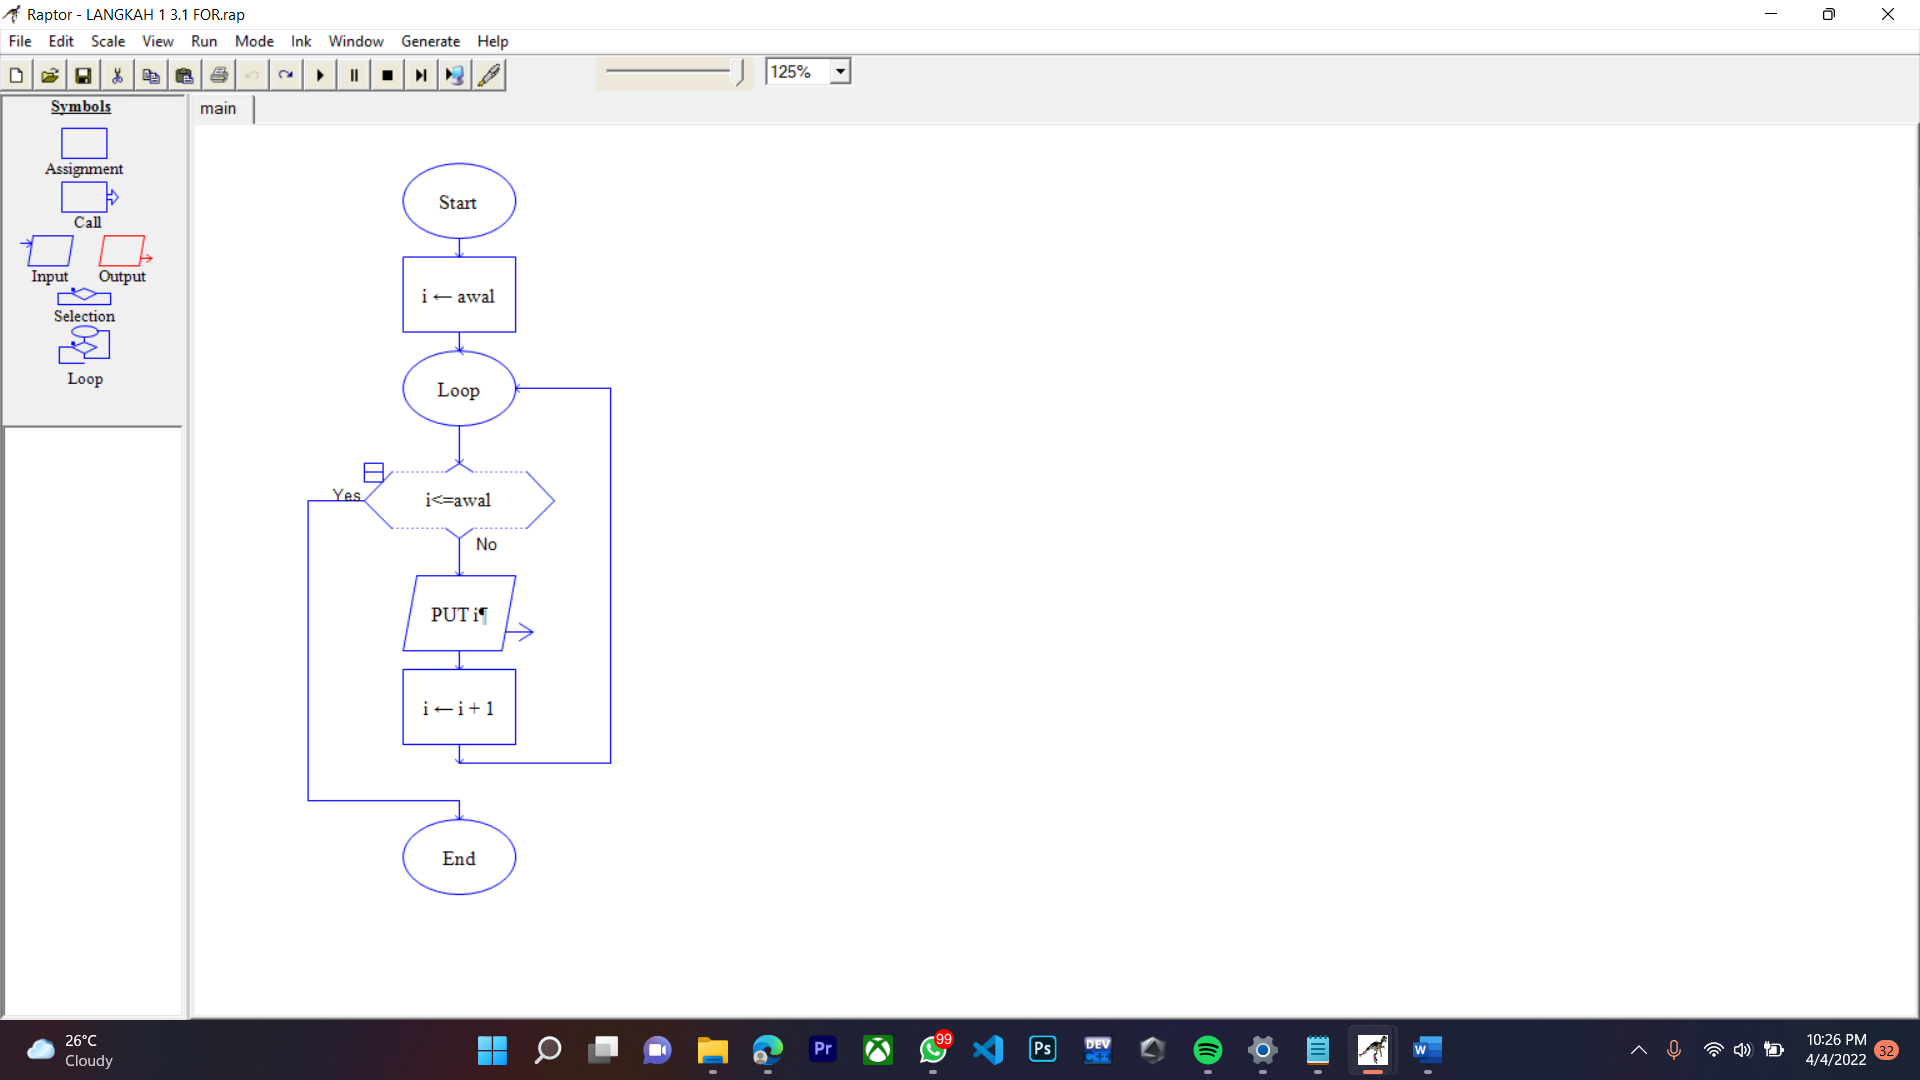 Raptor - LANGKAH 1 3.1 FOR.rap
File Edit Scale View Run Mode Ink Window Generate Help
125%
Symbols
Assignment
Call
Input Output
Selection
Loop
main
Start
i ← awal
Loop
Yes
i<=awal
No
PUT i¶
i ← i + 1
End
26°C
Cloudy
Pr
99
Ps
DEV
C++
W
10:26 PM
4/4/2022
32